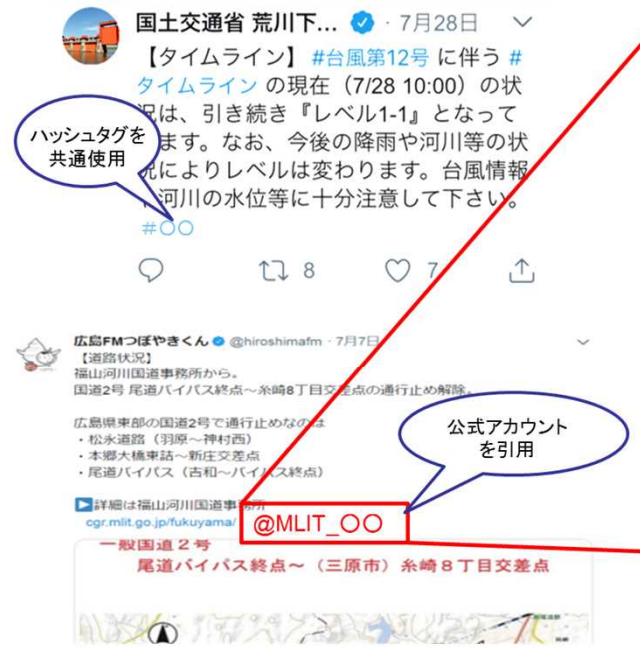 国土交通省 荒川下... · 7月28日
【タイムライン】 #台風第12号 に伴う #
タイムライン の現在（7/28 10:00）の状
況は、引き続き『レベル1-1』となって
ます。なお、今後の降雨や河川等の状
況によりレベルは変わります。台風情報
河川の水位等に十分注意して下さい。
#〇〇
ハッシュタグを
共通使用
8
7
広島FMつぼやきくん @hiroshimafm · 7月7日
【道路状況】
福山河川国道事務所から。
国道2号 尾道バイパス終点～糸崎8丁目交差点の通行止め解除。
広島県東部の国道2号で通行止めなのは
・松永道路（羽原～神村西）
・本郷大橋東詰～新庄交差点
・尾道バイパス（吉和～バイパス終点）
公式アカウント
を引用
詳細は福山河川国道事務所
cgr.mlit.go.jp/fukuyama/
@MLIT_〇〇
一般国道２号
尾道バイパス終点～（三原市）糸崎８丁目交差点